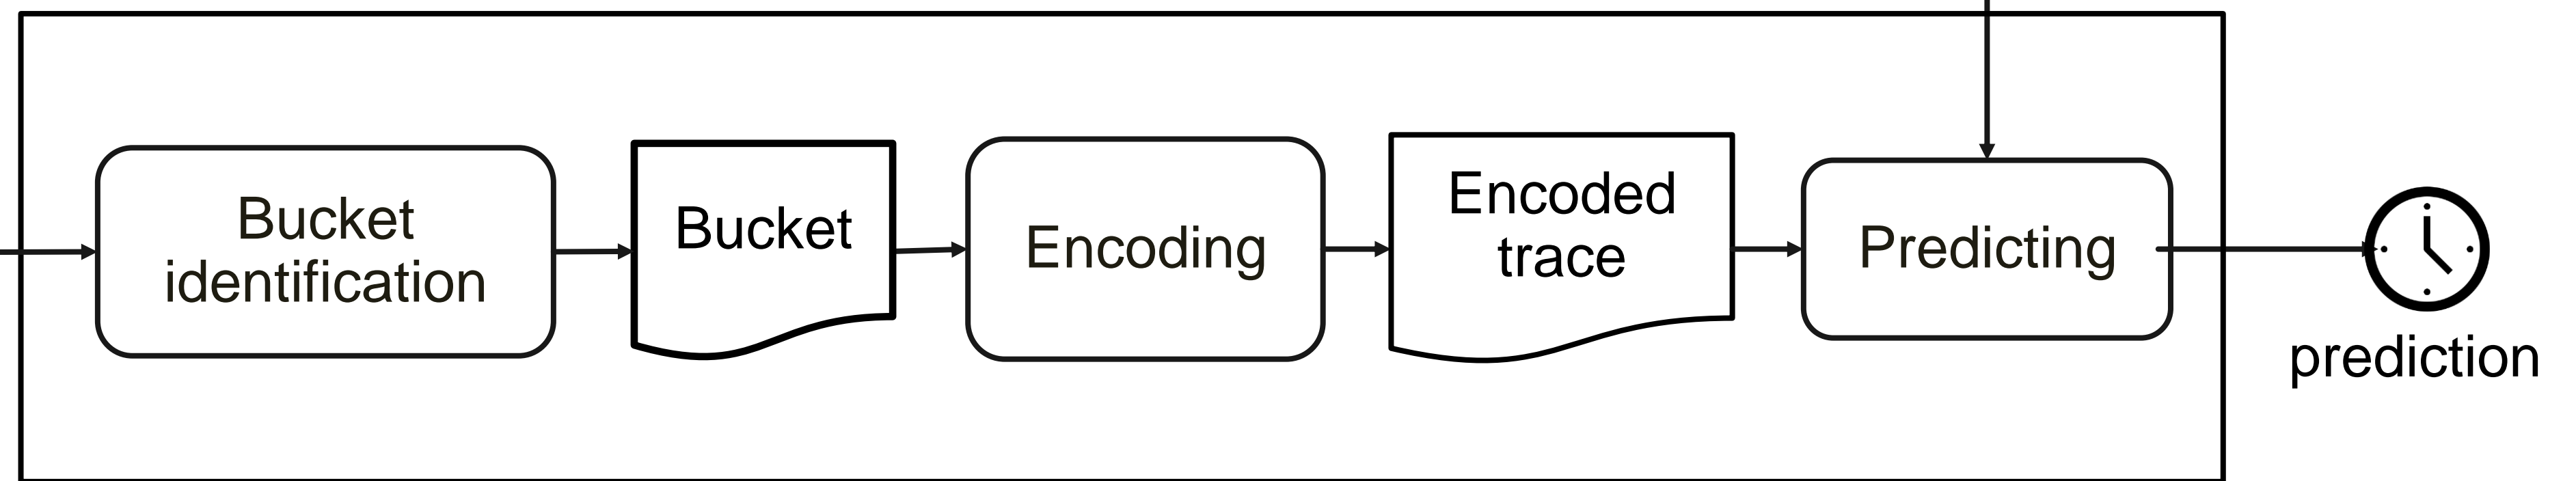 Bucket
identification
Bucket
Encoding
Encoded
trace
Predicting
prediction